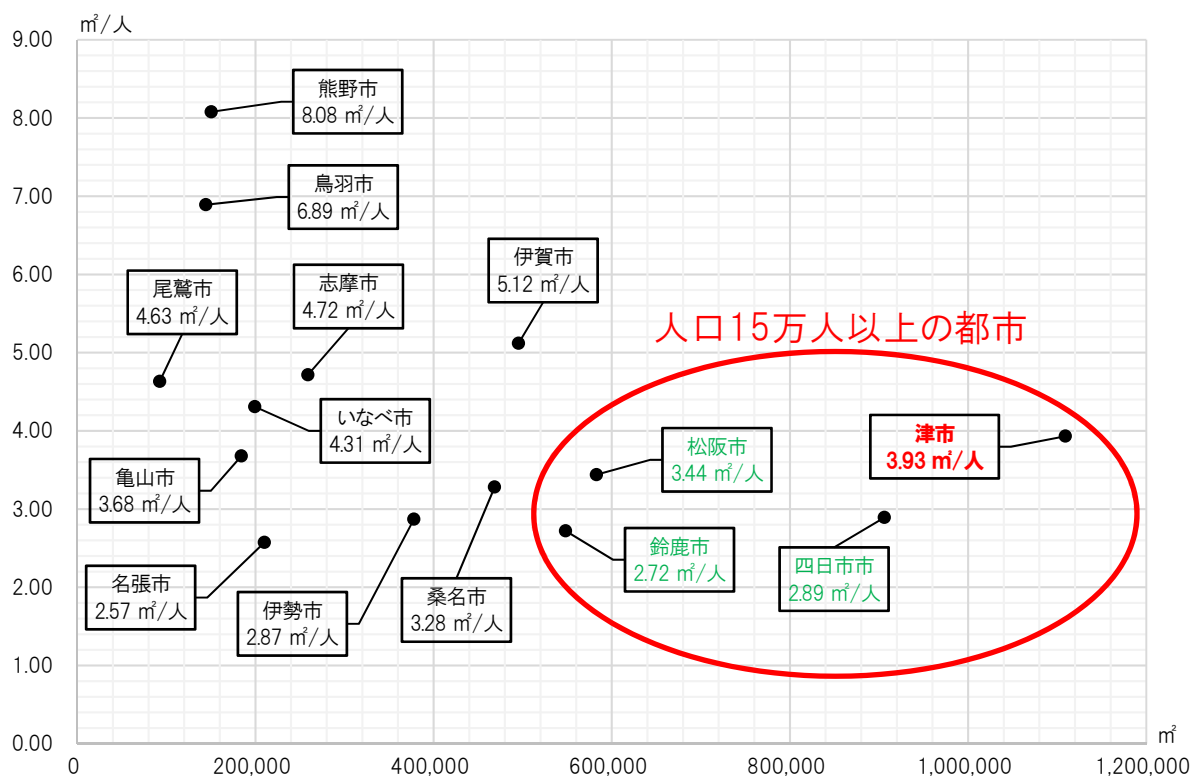 ㎡/人
9.00
8.00
7.00
6.00
5.00
4.00
3.00
2.00
1.00
0.00
熊野市
8.08 ㎡/人
鳥羽市
6.89 ㎡/人
伊賀市
5.12 ㎡/人
尾鷲市
4.63 ㎡/人
志摩市
4.72 ㎡/人
人口15万人以上の都市
いなべ市
4.31 ㎡/人
松阪市
3.44 ㎡/人
津市
3.93 ㎡/人
亀山市
3.68 ㎡/人
鈴鹿市
2.72 ㎡/人
四日市市
2.89 ㎡/人
名張市
2.57 ㎡/人
伊勢市
2.87 ㎡/人
桑名市
3.28 ㎡/人
㎡
0
200,000
400,000
600,000
800,000
1,000,000
1,200,000